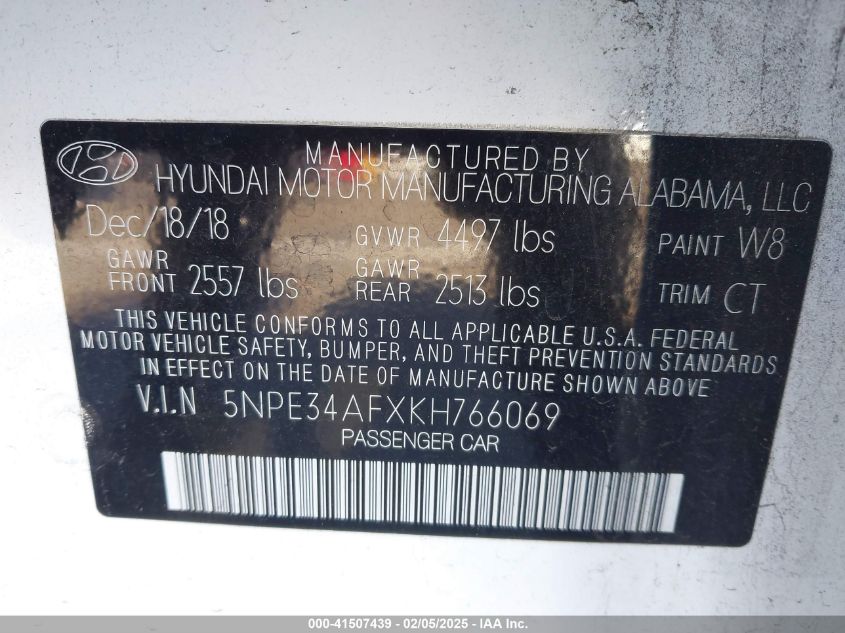 MANUFACTURED BY
HYUNDAI MOTOR MANUFACTURING ALABAMA, LLC
Dec/18/18 GVWR 4497 lbs PAINT W8
GAWR FRONT 2557 lbs GAWR REAR 2513 lbs TRIM CT
THIS VEHICLE CONFORMS TO ALL APPLICABLE U.S.A. FEDERAL
MOTOR VEHICLE SAFETY, BUMPER, AND THEFT PREVENTION STANDARDS
IN EFFECT ON THE DATE OF MANUFACTURE SHOWN ABOVE
V.I.N 5NPE34AFXKH766069
PASSENGER CAR
000-41507439 - 02/05/2025 - IAA Inc.